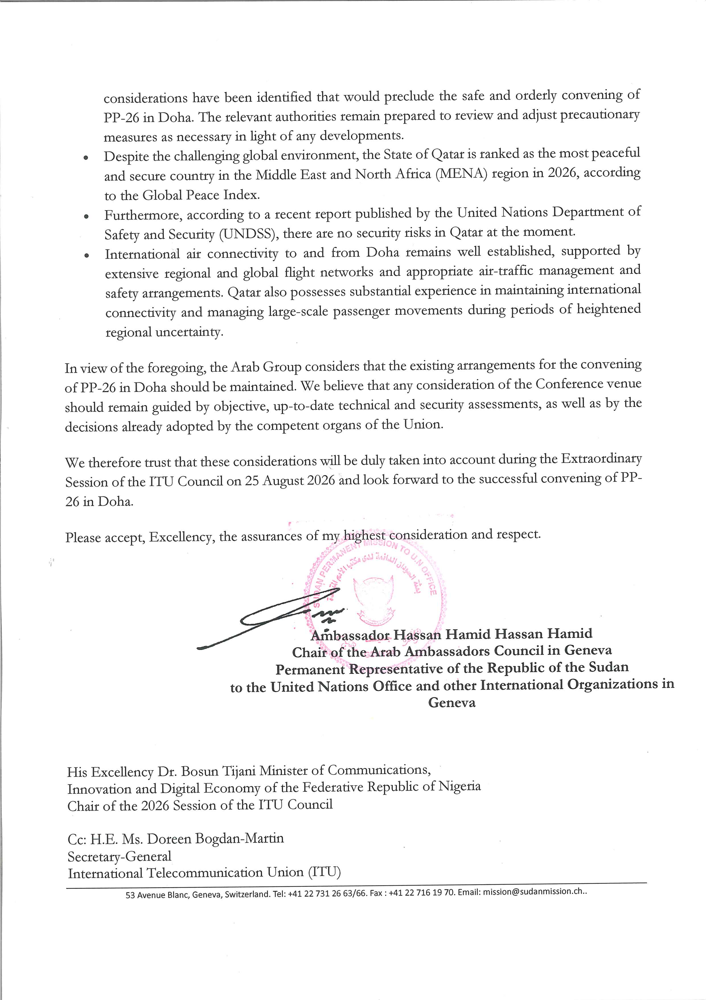 considerations have been identified that would preclude the safe and orderly convening of
PP-26 in Doha. The relevant authorities remain prepared to review and adjust precautionary
measures as necessary in light of any developments.
• Despite the challenging global environment, the State of Qatar is ranked as the most peaceful
and secure country in the Middle East and North Africa (MENA) region in 2026, according
to the Global Peace Index.
• Furthermore, according to a recent report published by the United Nations Department of
Safety and Security (UNDSS), there are no security risks in Qatar at the moment.
• International air connectivity to and from Doha remains well established, supported by
extensive regional and global flight networks and appropriate air-traffic management and
safety arrangements. Qatar also possesses substantial experience in maintaining international
connectivity and managing large-scale passenger movements during periods of heightened
regional uncertainty.
In view of the foregoing, the Arab Group considers that the existing arrangements for the convening
of PP-26 in Doha should be maintained. We believe that any consideration of the Conference venue
should remain guided by objective, up-to-date technical and security assessments, as well as by the
decisions already adopted by the competent organs of the Union.
We therefore trust that these considerations will be duly taken into account during the Extraordinary
Session of the ITU Council on 25 August 2026 and look forward to the successful convening of PP-
26 in Doha.
Please accept, Excellency, the assurances of my highest consideration and respect.
SUDAN PERMANENT MISSION TO U.N OFFICE
بعثة السودان الدائمة لدى مكتب الأمم المتحدة
GENEVA
Ambassador Hassan Hamid Hassan Hamid
Chair of the Arab Ambassadors Council in Geneva
Permanent Representative of the Republic of the Sudan
to the United Nations Office and other International Organizations in
Geneva
His Excellency Dr. Bosun Tijani Minister of Communications,
Innovation and Digital Economy of the Federative Republic of Nigeria
Chair of the 2026 Session of the ITU Council
Cc: H.E. Ms. Doreen Bogdan-Martin
Secretary-General
International Telecommunication Union (ITU)
53 Avenue Blanc, Geneva, Switzerland. Tel: +41 22 731 26 63/66. Fax : +41 22 716 19 70. Email: mission@sudanmission.ch..